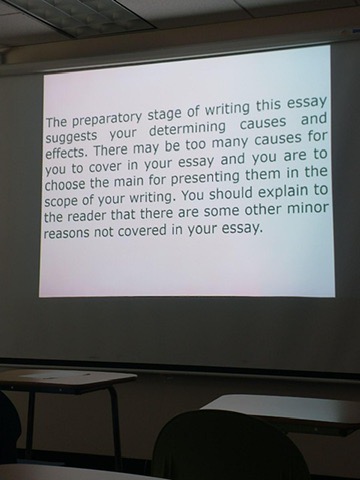 The preparatory stage of writing this essay
suggests your determining causes and
effects. There may be too many causes for
you to cover in your essay and you are to
choose the main for presenting them in the
scope of your writing. You should explain to
the reader that there are some other minor
reasons not covered in your essay.